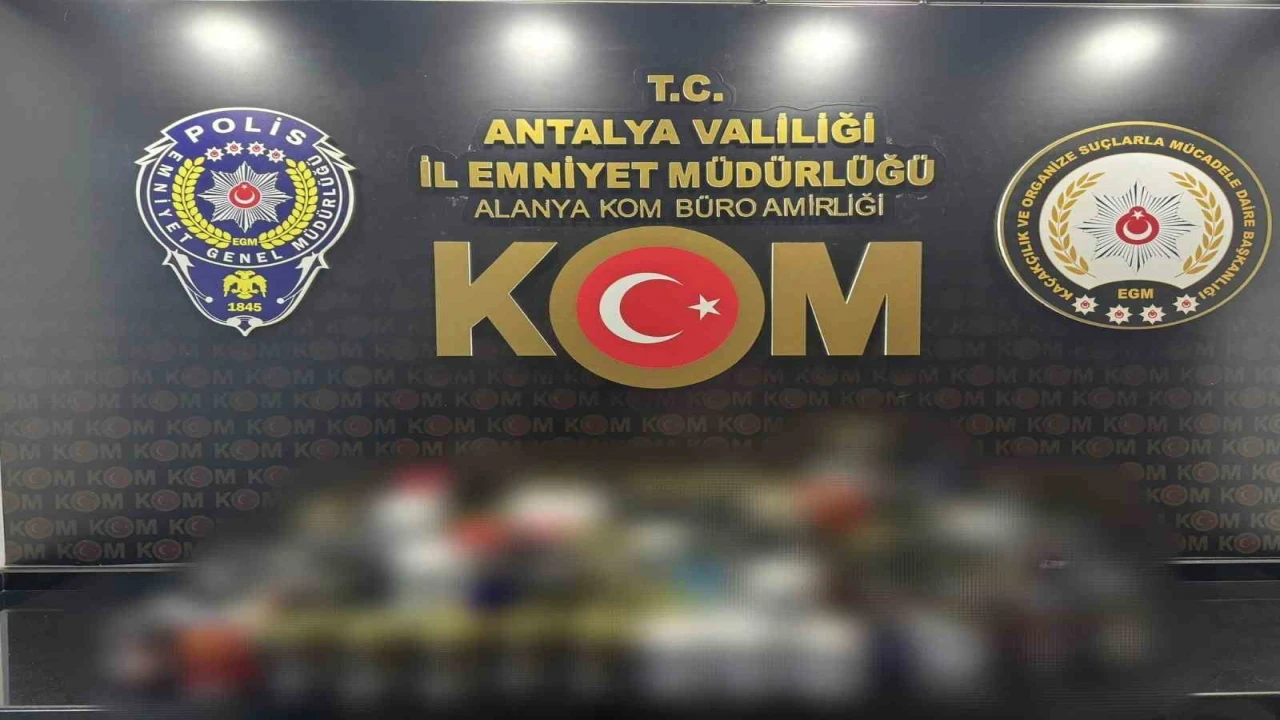 T.C.
ANTALYA VALİLİĞİ
İL EMNİYET MÜDÜRLÜĞÜ
ALANYA KOM BÜRO AMİRLİĞİ
KOM
POLİS
EMNİYET GENEL MÜDÜRLÜĞÜ
EGM
1845
KAÇAKÇILIK VE ORGANİZE SUÇLARLA MÜCADELE DAİRE BAŞKANLIĞI
EGM